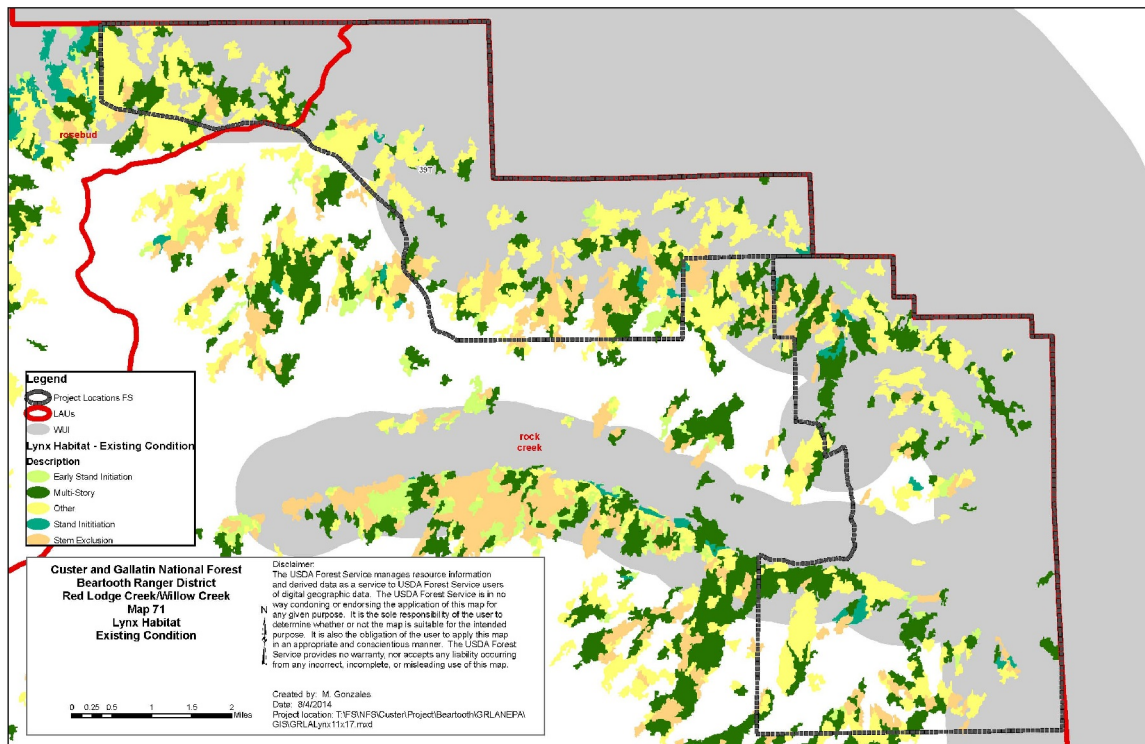 rosebud
39T
rock
creek
Legend
Project Locations FS
LAUs
WUI
Lynx Habitat - Existing Condition
Description
Early Stand Initiation
Multi-Story
Other
Stand Inititiation
Stem Exclusion
Custer and Gallatin National Forest
Beartooth Ranger District
Red Lodge Creek/Willow Creek
Map 71
Lynx Habitat
Existing Condition
0 0.25 0.5 1 1.5 2
Miles
N
Disclaimer:
The USDA Forest Service manages resource information
and derived data as a service to USDA Forest Service users
of digital geographic data. The USDA Forest Service is in no
way condoning or endorsing the application of this map for
any given purpose. It is the sole responsibility of the user to
determine whether or not the map is suitable for the intended
purpose. It is also the obligation of the user to apply this map
in an appropriate and conscientious manner. The USDA Forest
Service provides no warranty, nor accepts any liability occurring
from any incorrect, incomplete, or misleading use of this map.
Created by: M. Gonzales
Date: 8/4/2014
Project location: T:\FS\NFS\Custer\Project\Beartooth\GRLANEPA\
GIS\GRLALynx11x17.mxd